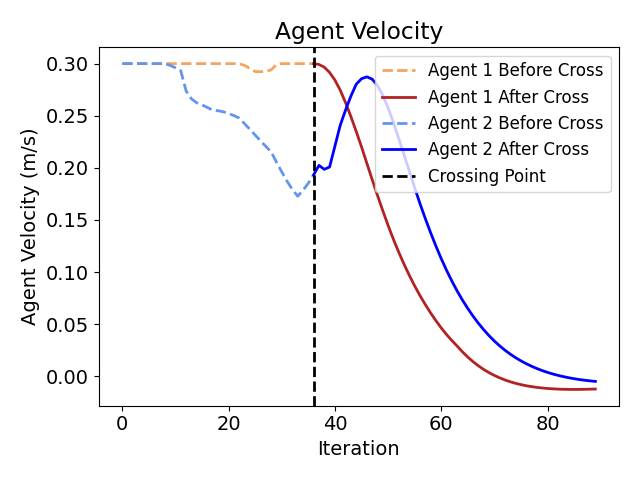 Agent Velocity
Agent Velocity (m/s)
0.30
0.25
0.20
0.15
0.10
0.05
0.00
Agent 1 Before Cross
Agent 1 After Cross
Agent 2 Before Cross
Agent 2 After Cross
Crossing Point
0 20 40 60 80
Iteration